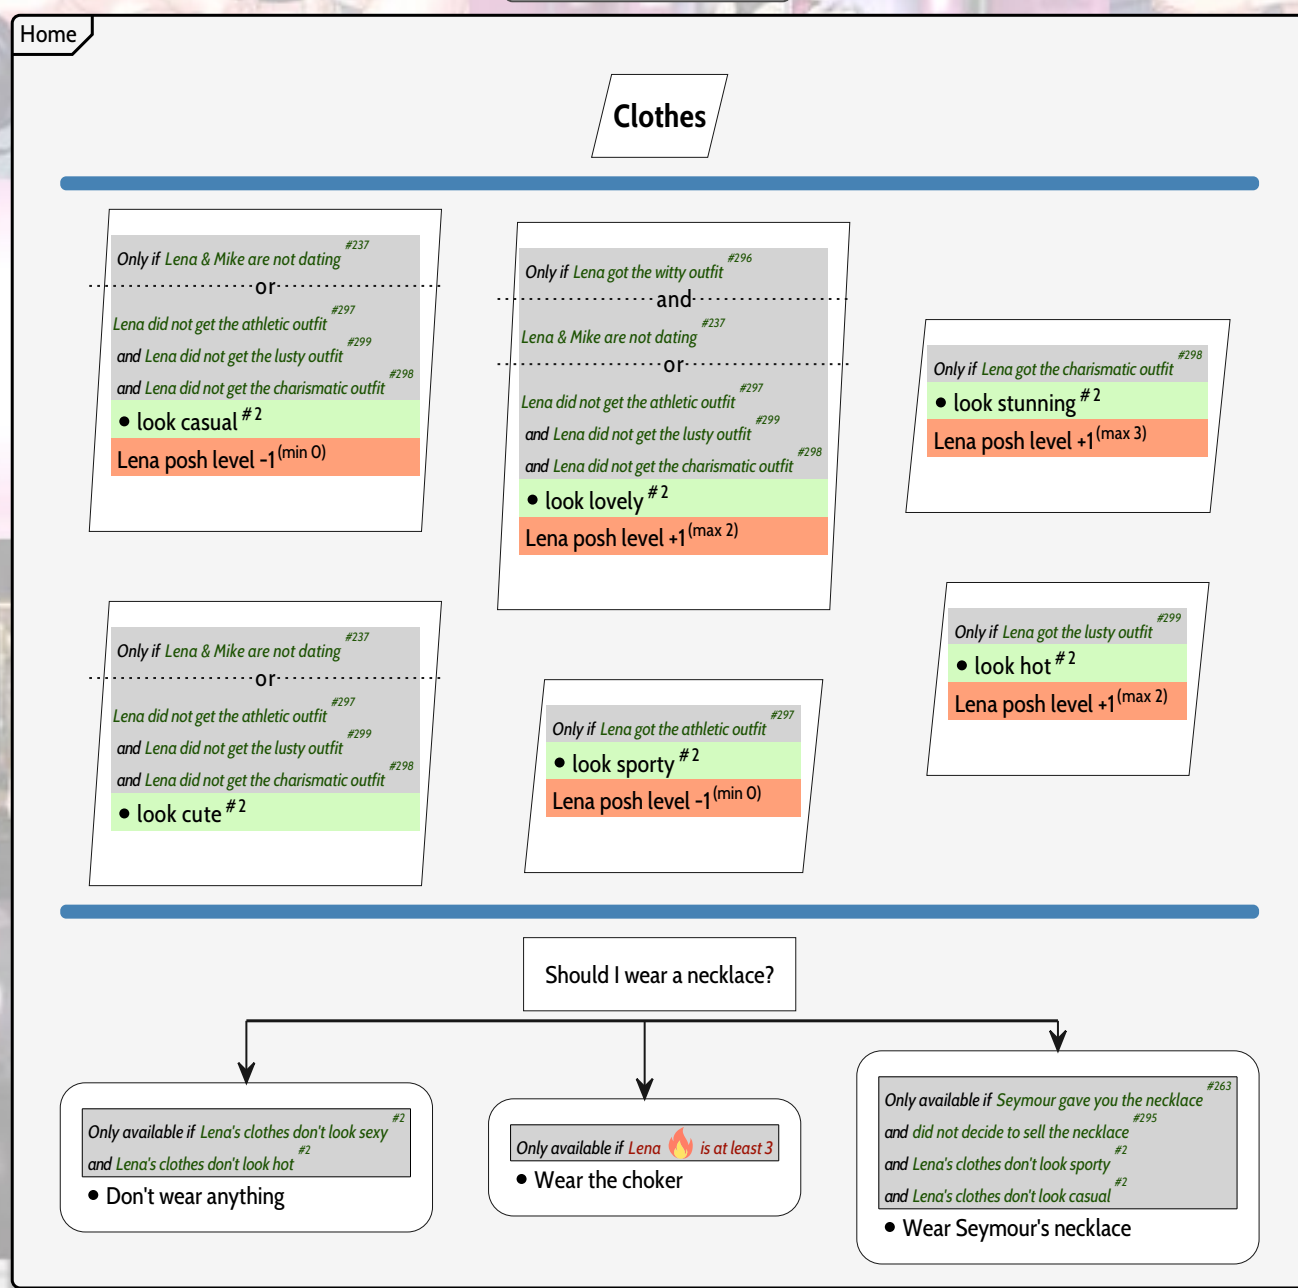 Home
Clothes
Only if Lena & Mike are not dating #237
or
Lena did not get the athletic outfit #297
and Lena did not get the lusty outfit #299
and Lena did not get the charismatic outfit #298
• look casual # 2
Lena posh level -1 (min 0)
Only if Lena got the witty outfit #296
and
Lena & Mike are not dating #237
or
Lena did not get the athletic outfit #297
and Lena did not get the lusty outfit #299
and Lena did not get the charismatic outfit #298
• look lovely # 2
Lena posh level +1 (max 2)
Only if Lena got the charismatic outfit #298
• look stunning # 2
Lena posh level +1 (max 3)
Only if Lena & Mike are not dating #237
or
Lena did not get the athletic outfit #297
and Lena did not get the lusty outfit #299
and Lena did not get the charismatic outfit #298
• look cute # 2
Only if Lena got the athletic outfit #297
• look sporty # 2
Lena posh level -1 (min 0)
Only if Lena got the lusty outfit #299
• look hot # 2
Lena posh level +1 (max 2)
Should I wear a necklace?
Only available if Lena's clothes don't look sexy #2
and Lena's clothes don't look hot #2
• Don't wear anything
Only available if Lena 🔥 is at least 3
• Wear the choker
Only available if Seymour gave you the necklace #263
and did not decide to sell the necklace #295
and Lena's clothes don't look sporty #2
and Lena's clothes don't look casual #2
• Wear Seymour's necklace